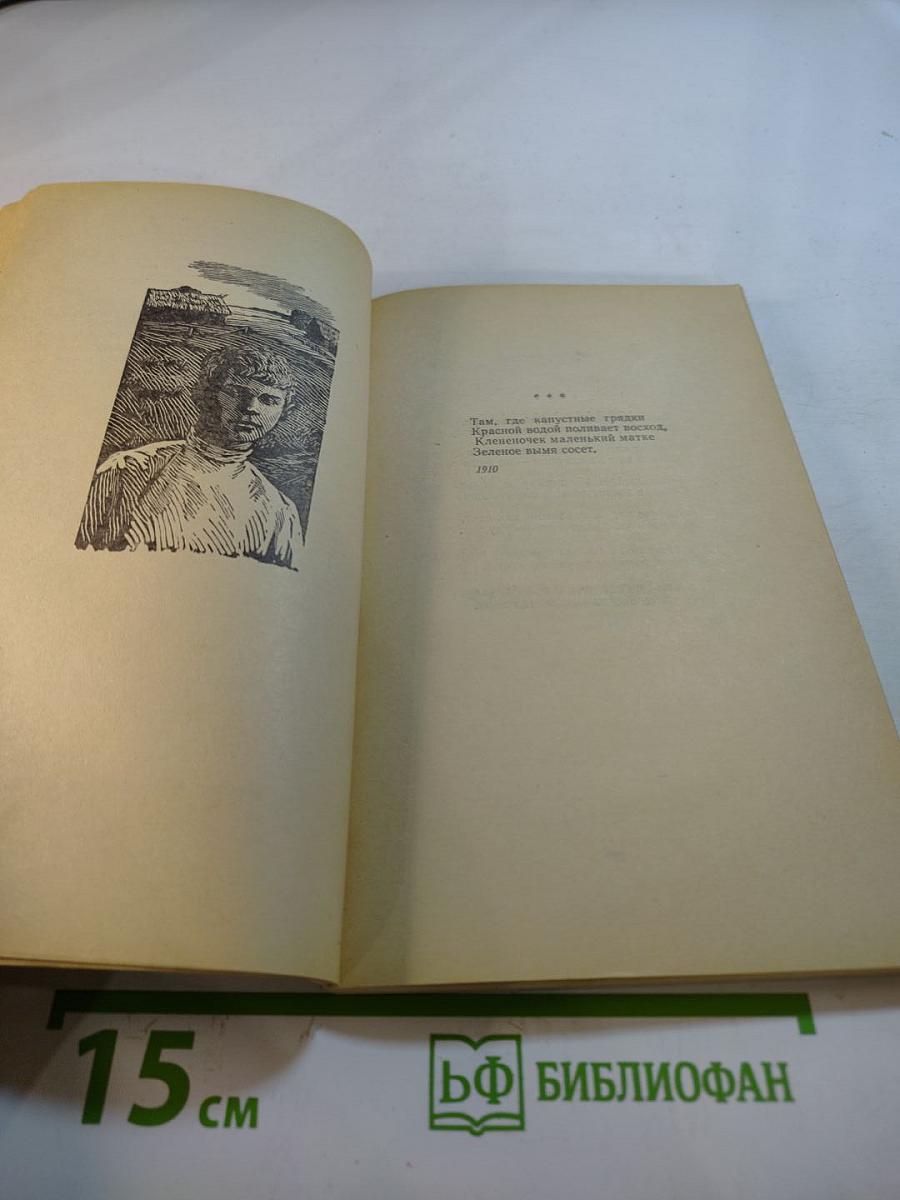 * * *
Там, где капустные грядки
Красной водой поливает восход,
Клененочек маленький матке
Зеленое вымя сосет.
1910
15 см
ЬФ БИБЛИОФАН